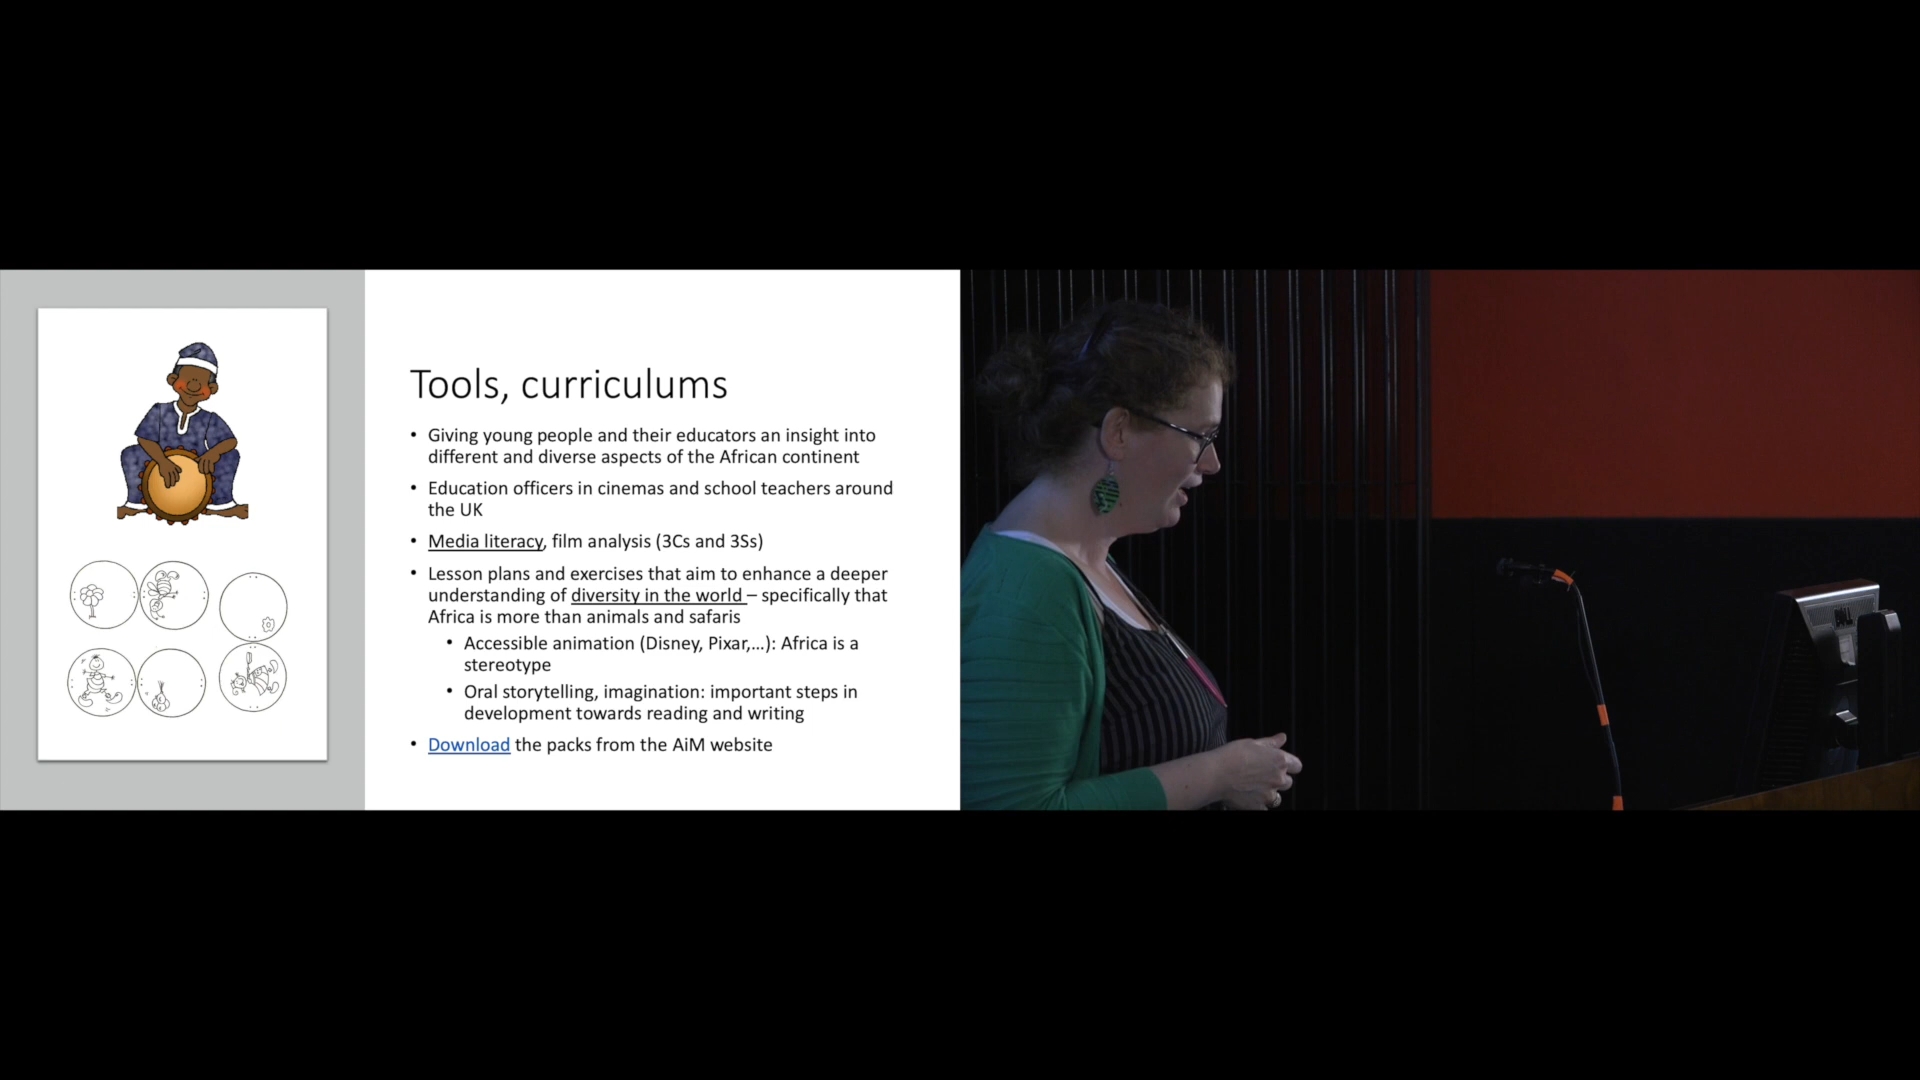 Tools, curriculums
• Giving young people and their educators an insight into
different and diverse aspects of the African continent
• Education officers in cinemas and school teachers around
the UK
• Media literacy, film analysis (3Cs and 3Ss)
• Lesson plans and exercises that aim to enhance a deeper
understanding of diversity in the world – specifically that
Africa is more than animals and safaris
• Accessible animation (Disney, Pixar,...): Africa is a
stereotype
• Oral storytelling, imagination: important steps in
development towards reading and writing
• Download the packs from the AiM website